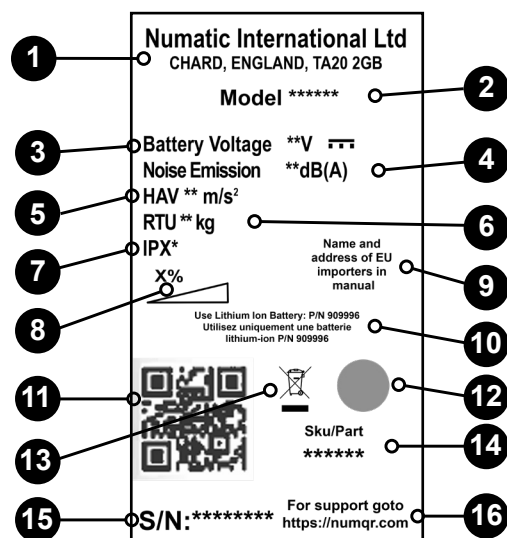 Numatic International Ltd
1
CHARD, ENGLAND, TA20 2GB
2
Model ******
3
Battery Voltage **V
Noise Emission **dB(A)
4
5
HAV ** m/s²
RTU ** kg
6
7
IPX*
Name and
address of EU
importers in
manual
9
X%
8
Use Lithium Ion Battery: P/N 909996
Utilisez uniquement une batterie
lithium-ion P/N 909996
10
11
12
13
Sku/Part
14
******
15
S/N:********
For support goto
https://numqr.com
16